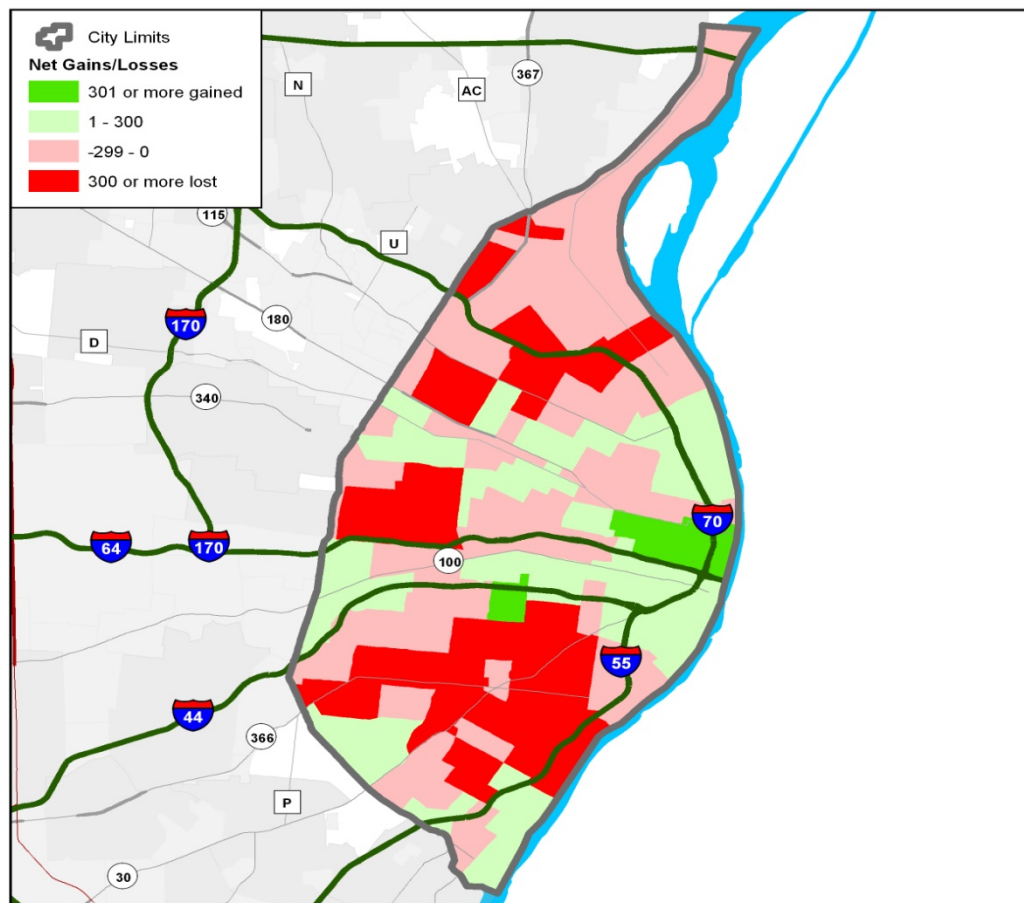 City Limits
Net Gains/Losses
301 or more gained
1 - 300
-299 - 0
300 or more lost
367
N
AC
115
U
170
180
D
340
70
64
170
100
55
44
366
P
30